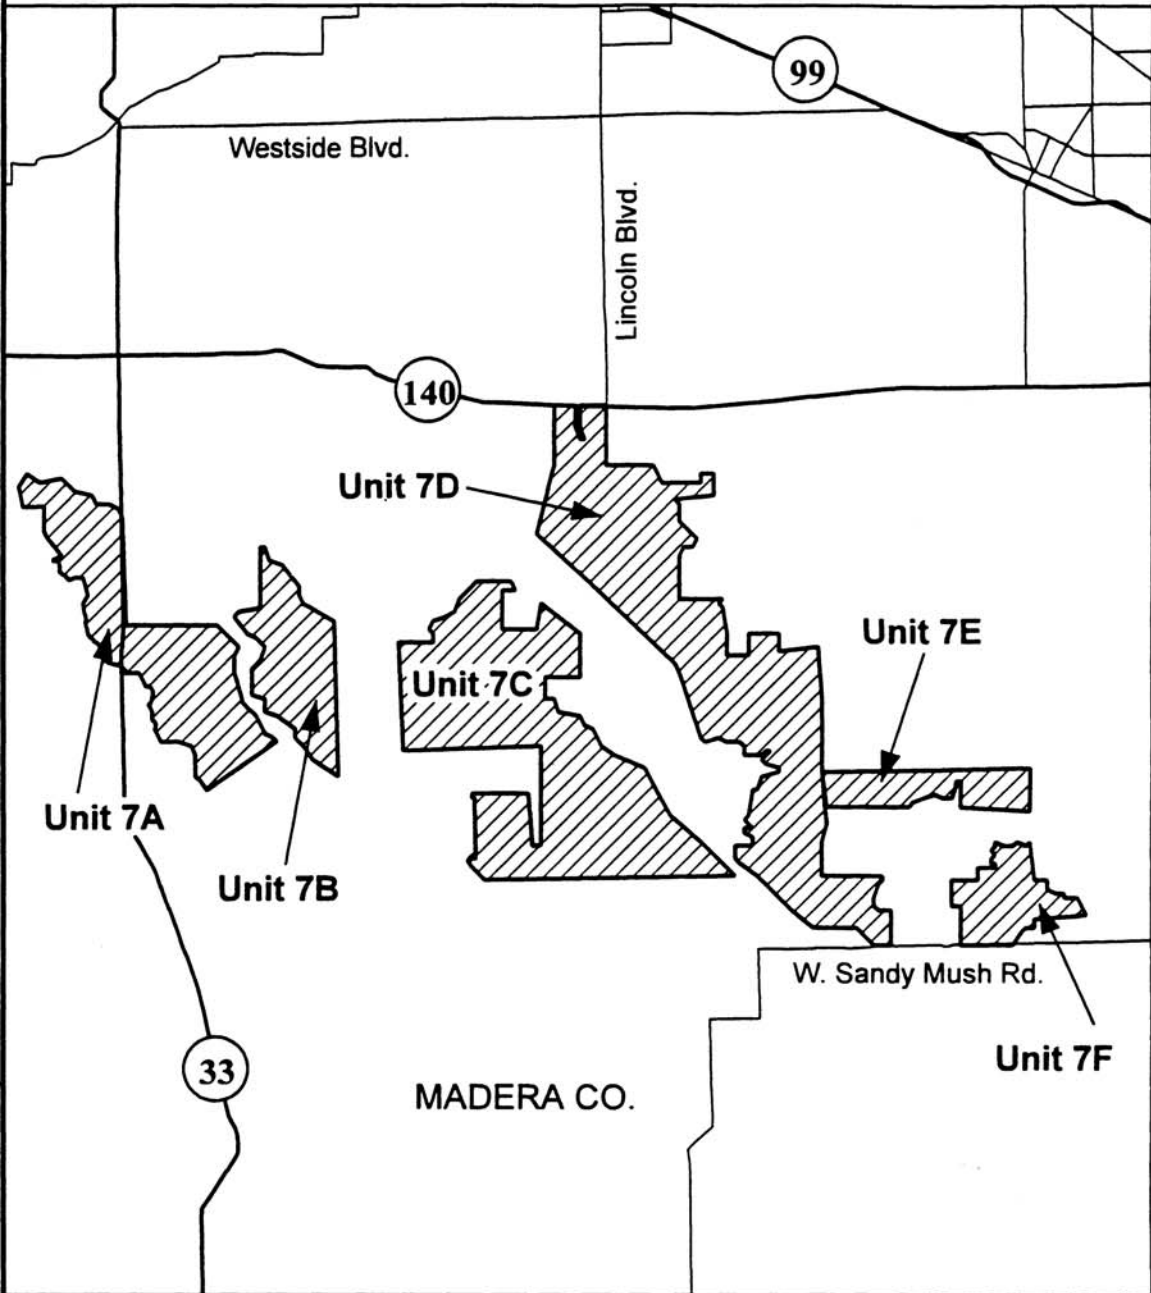 99
Westside Blvd.
Lincoln Blvd.
140
Unit 7D
Unit 7E
Unit 7C
Unit 7A
Unit 7B
W. Sandy Mush Rd.
Unit 7F
33
MADERA CO.